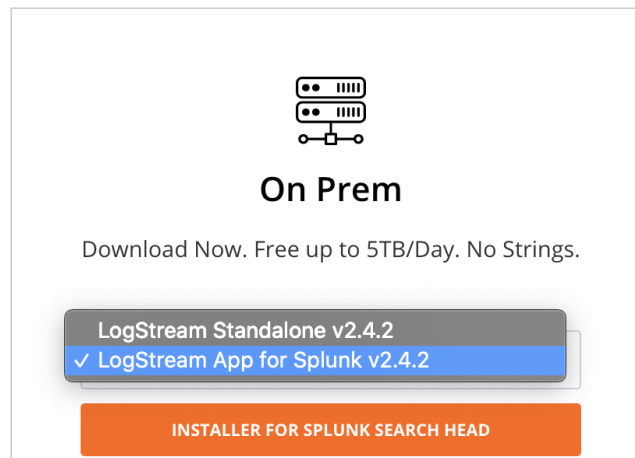 On Prem
Download Now. Free up to 5TB/Day. No Strings.
LogStream Standalone v2.4.2
✓ LogStream App for Splunk v2.4.2
INSTALLER FOR SPLUNK SEARCH HEAD